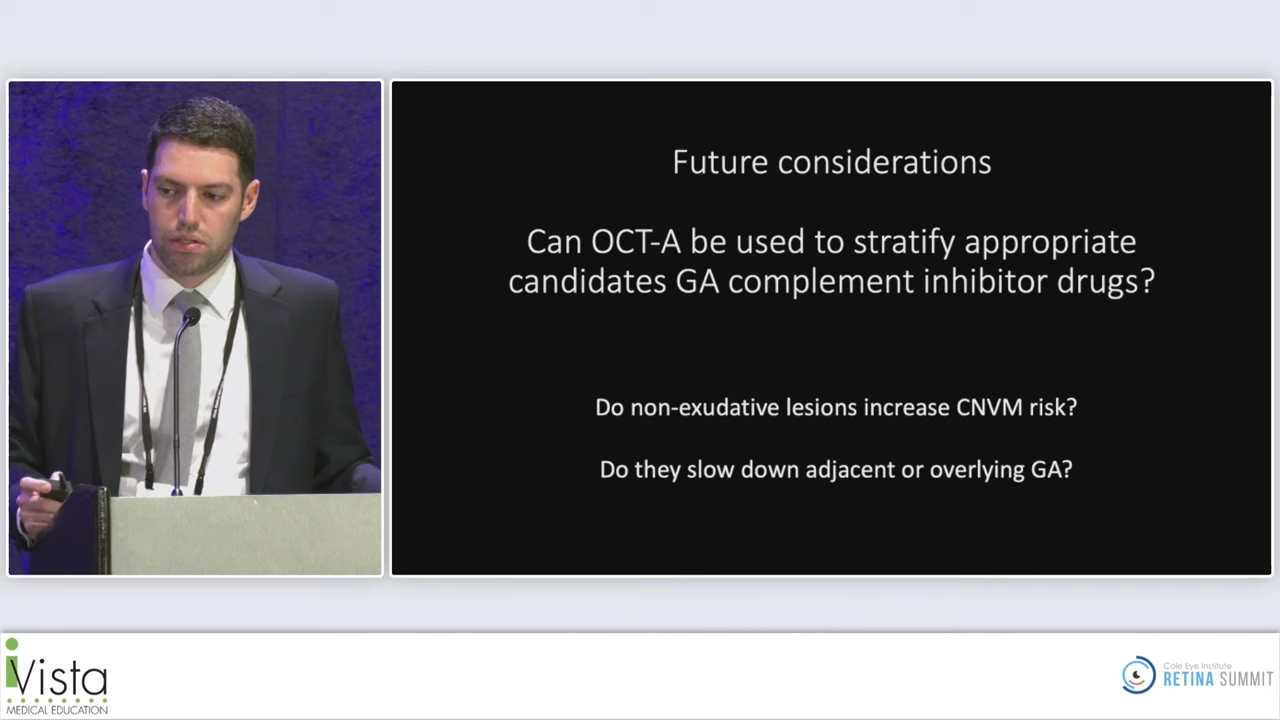 Future considerations
Can OCT-A be used to stratify appropriate
candidates GA complement inhibitor drugs?
Do non-exudative lesions increase CNVM risk?
Do they slow down adjacent or overlying GA?
iVista
MEDICAL EDUCATION
Cole Eye Institute
RETINA SUMMIT